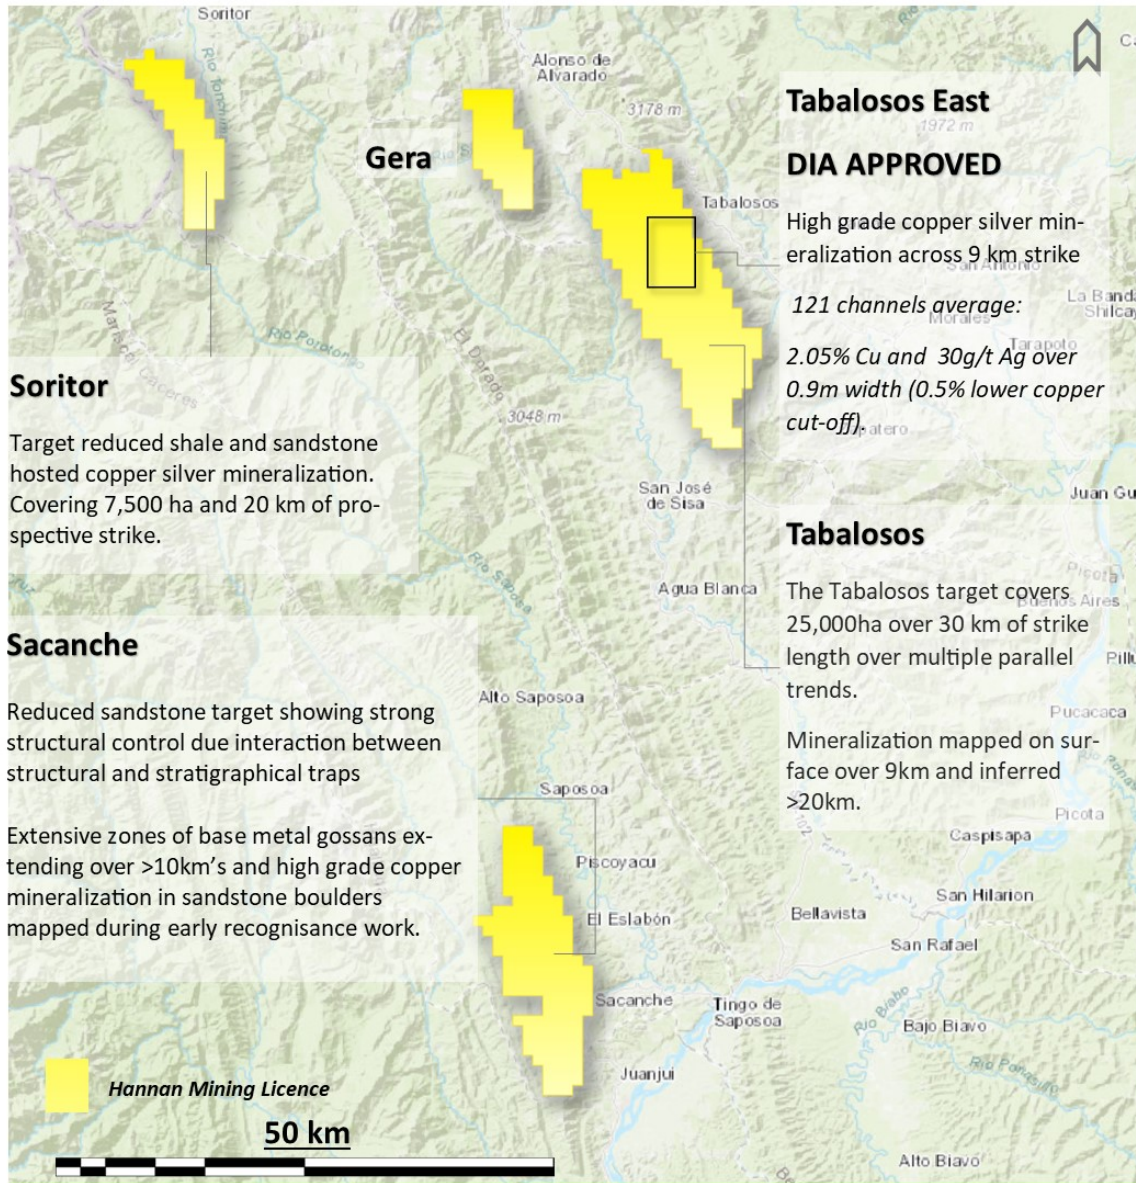 Soritor
Rio Tonchim
Alonso de
Alvarado
3178 m
Gera
Tabalosos
Tabalosos East
1972 m
DIA APPROVED
High grade copper silver min-
eralization across 9 km strike
San Antonio
121 channels average:
La Band
Shilcay
Morales
Tarapoto
2.05% Cu and 30g/t Ag over
0.9m width (0.5% lower copper
cut-off).
Rio
El Dorado
3048 m
Soritor
Target reduced shale and sandstone
hosted copper silver mineralization.
Covering 7,500 ha and 20 km of pro-
spective strike.
San José
de Sisa
Juan Gu
Rio Saposoa
Agua Blanca
Tabalosos
The Tabalosos target covers
25,000ha over 30 km of strike
length over multiple parallel
trends.
Picota
Buenos Aires
Pillu
Pucacaca
Mineralization mapped on sur-
face over 9km and inferred
>20km.
Picota
Sacanche
Reduced sandstone target showing strong
structural control due interaction between
structural and stratigraphical traps
Extensive zones of base metal gossans ex-
tending over >10km's and high grade copper
mineralization in sandstone boulders
mapped during early recognisance work.
Alto Saposoa
Saposoa
Piscoyacu
El Eslabón
Sacanche
Tingo de
Saposoa
Juanjui
Caspisapa
San Hilarion
Bellavista
San Rafael
Rio Biabo
Bajo Biavo
Alto Biavo
Hannan Mining Licence
50 km